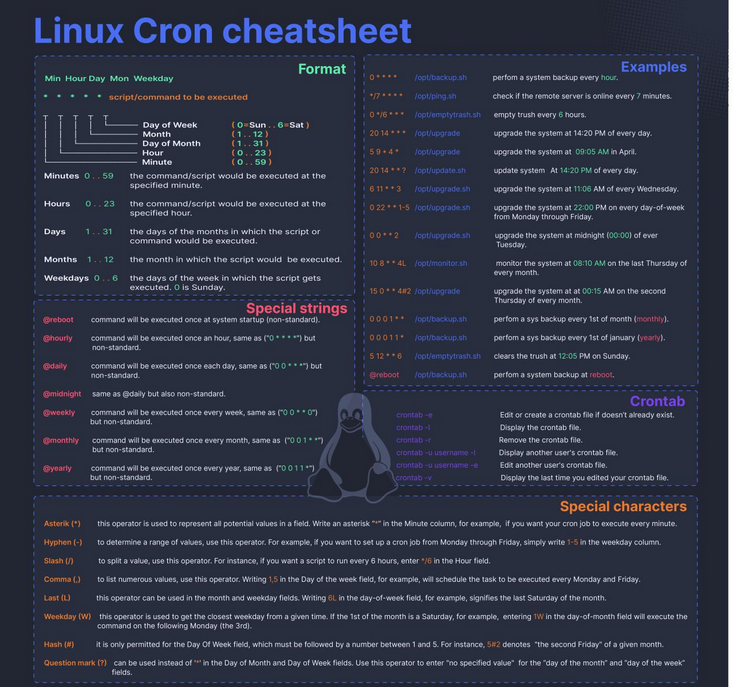 Linux Cron cheatsheet
Format
Min Hour Day Mon Weekday
* * * * * script/command to be executed
Day of Week (0=Sun . . 6=Sat)
Month (1 . . 12)
Day of Month (1 . . 31)
Hour (0 . . 23)
Minute (0 . . 59)
Minutes 0 . . 59 the command/script would be executed at the
specified minute.
Hours 0 . . 23 the command/script would be executed at the
specified hour.
Days 1 . . 31 the days of the months in which the script or
command would be executed.
Months 1 . . 12 the month in which the script would be executed.
Weekdays 0 . . 6 the days of the week in which the script gets
executed. 0 is Sunday.
Special strings
@reboot command will be executed once at system startup (non-standard).
@hourly command will be executed once an hour, same as ("0 * * * *") but
non-standard.
@daily command will be executed once each day, same as ("0 0 * * *") but
non-standard.
@midnight same as @daily but also non-standard.
@weekly command will be executed once every week, same as ("0 0 * * 0")
but non-standard.
@monthly command will be executed once every month, same as ("0 0 1 * *")
but non-standard.
@yearly command will be executed once every year, same as ("0 0 1 1 *")
but non-standard.
Examples
0 * * * * /opt/backup.sh perfom a system backup every hour.
*/7 * * * * /opt/ping.sh check if the remote server is online every 7 minutes.
0 */6 * * * /opt/emptytrash.sh empty trush every 6 hours.
20 14 * * * /opt/upgrade upgrade the system at 14:20 PM of every day.
5 9 * 4 * /opt/upgrade upgrade the system at 09:05 AM in April.
20 14 * * ? /opt/update.sh update system At 14:20 PM of every day.
6 11 * * 3 /opt/upgrade.sh upgrade the system at 11:06 AM of every Wednesday.
0 22 * * 1-5 /opt/upgrade.sh upgrade the system at 22:00 PM on every day-of-week
from Monday through Friday.
0 0 * * 2 /opt/upgrade.sh upgrade the system at midnight (00:00) of ever
Tuesday.
10 8 * * 4L /opt/monitor.sh monitor the system at 08:10 AM on the last Thursday of
every month.
15 0 * * 4#2 /opt/upgrade upgrade the system at at 00:15 AM on the second
Thursday of every month.
0 0 0 1 * * /opt/backup.sh perfom a sys backup every 1st of month (monthly).
0 0 0 1 1 * /opt/backup.sh perfom a sys backup every 1st of january (yearly).
5 12 * * 6 /opt/emptytrash.sh clears the trush at 12:05 PM on Sunday.
@reboot /opt/backup.sh perfom a system backup at reboot.
Crontab
crontab -e Edit or create a crontab file if doesn't already exist.
crontab -l Display the crontab file.
crontab -r Remove the crontab file.
crontab -u username -l Display another user's crontab file.
crontab -u username -e Edit another user's crontab file.
crontab -v Display the last time you edited your crontab file.
Special characters
Asterik (*) this operator is used to represent all potential values in a field. Write an asterisk "*" in the Minute column, for example, if you want your cron job to execute every minute.
Hyphen (-) to determine a range of values, use this operator. For example, if you want to set up a cron job from Monday through Friday, simply write 1-5 in the weekday column.
Slash (/) to split a value, use this operator. For instance, if you want a script to run every 6 hours, enter */6 in the Hour field.
Comma (,) to list numerous values, use this operator. Writing 1,5 in the Day of the week field, for example, will schedule the task to be executed every Monday and Friday.
Last (L) this operator can be used in the month and weekday fields. Writing 6L in the day-of-week field, for example, signifies the last Saturday of the month.
Weekday (W) this operator is used to get the closest weekday from a given time. If the 1st of the month is a Saturday, for example, entering 1W in the day-of-month field will execute the
command on the following Monday (the 3rd).
Hash (#) it is only permitted for the Day Of Week field, which must be followed by a number between 1 and 5. For instance, 5#2 denotes "the second Friday" of a given month.
Question mark (?) can be used instead of '*' in the Day of Month and Day of Week fields. Use this operator to enter "no specified value" for the "day of the month" and "day of the week"
fields.